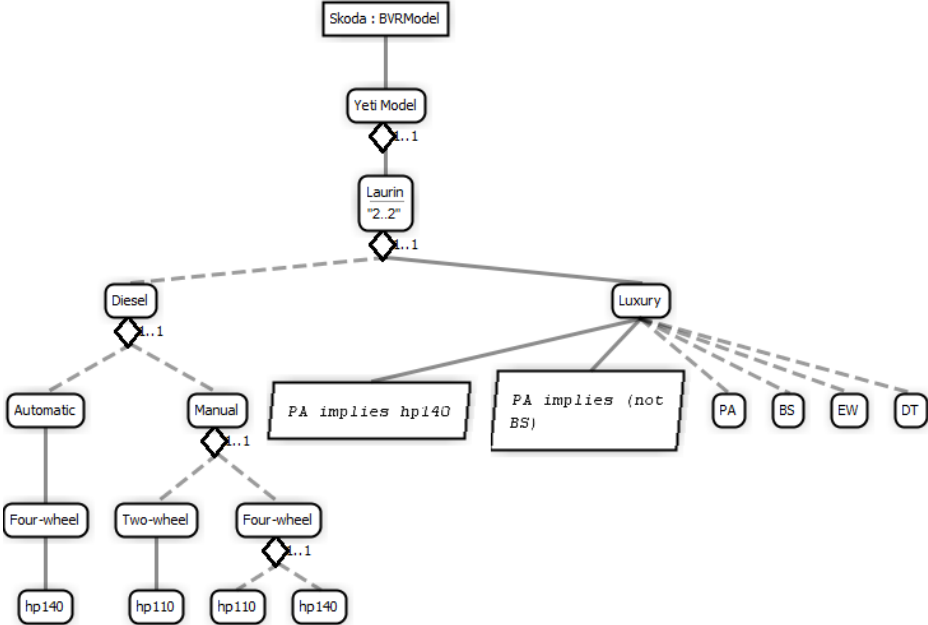 Skoda : BVRModel
Yeti Model
1..1
Laurin
"2..2"
1..1
Diesel
Luxury
1..1
Automatic
Manual
PA implies hp140
PA implies (not
BS)
PA
BS
EW
DT
1..1
Four-wheel
Two-wheel
Four-wheel
1..1
hp140
hp110
hp110
hp140